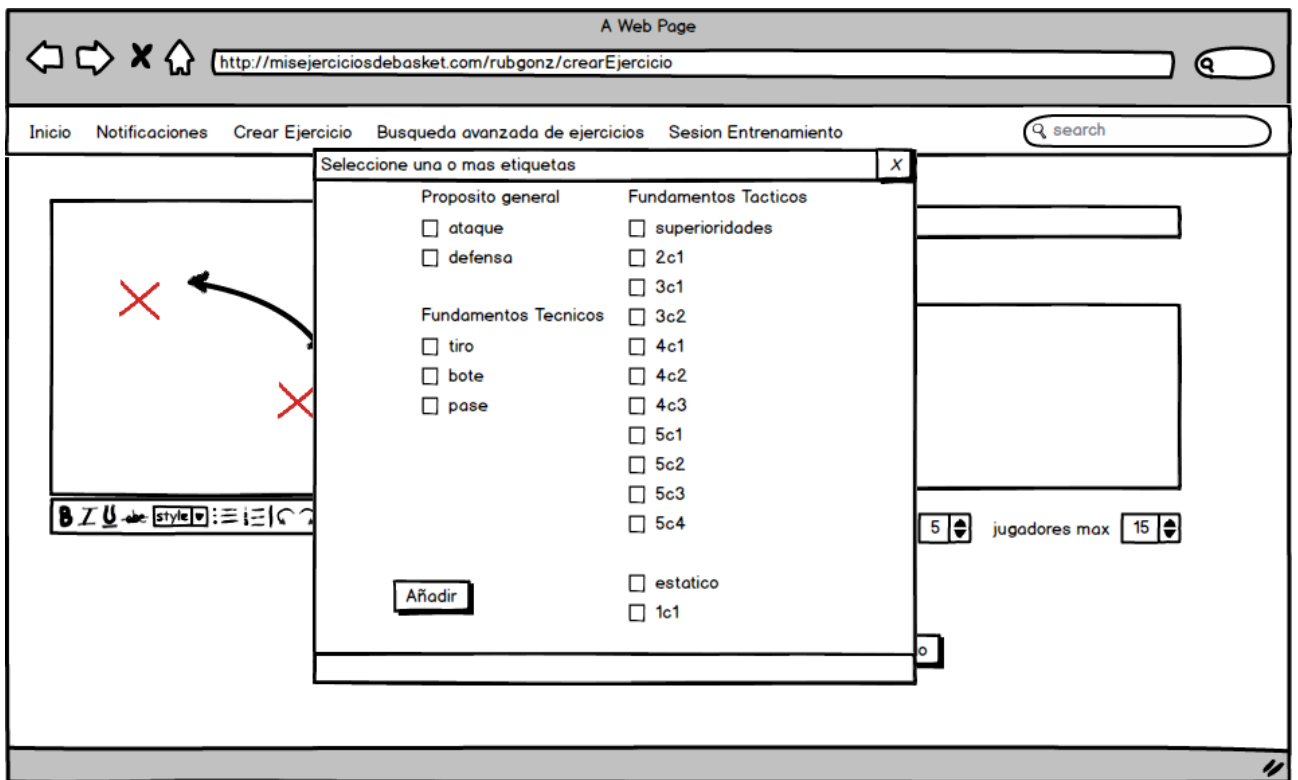 A Web Page
http://misejerciciosdebasket.com/rubgonz/crearEjercicio
Inicio Notificaciones Crear Ejercicio Busqueda avanzada de ejercicios Sesion Entrenamiento search
Seleccione una o mas etiquetas X
Proposito general
ataque
defensa
Fundamentos Tecnicos
tiro
bote
pase
Fundamentos Tacticos
superioridades
2c1
3c1
3c2
4c1
4c2
4c3
5c1
5c2
5c3
5c4
estatico
1c1
Añadir
B I U abc style
5 jugadores max 15
o